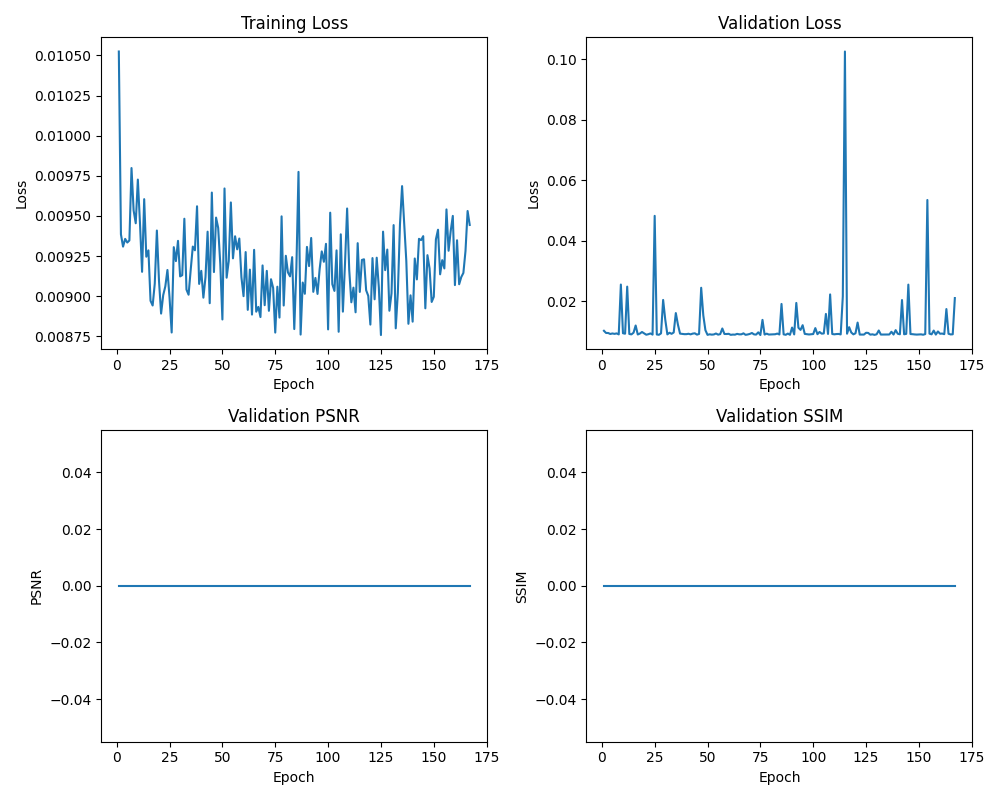 Training Loss
0.01050
0.01025
0.01000
0.00975
0.00950
0.00925
0.00900
0.00875
Loss
0 25 50 75 100 125 150 175
Epoch
Validation Loss
0.10
0.08
0.06
0.04
0.02
Loss
0 25 50 75 100 125 150 175
Epoch
Validation PSNR
0.04
0.02
0.00
−0.02
−0.04
PSNR
0 25 50 75 100 125 150 175
Epoch
Validation SSIM
0.04
0.02
0.00
−0.02
−0.04
SSIM
0 25 50 75 100 125 150 175
Epoch